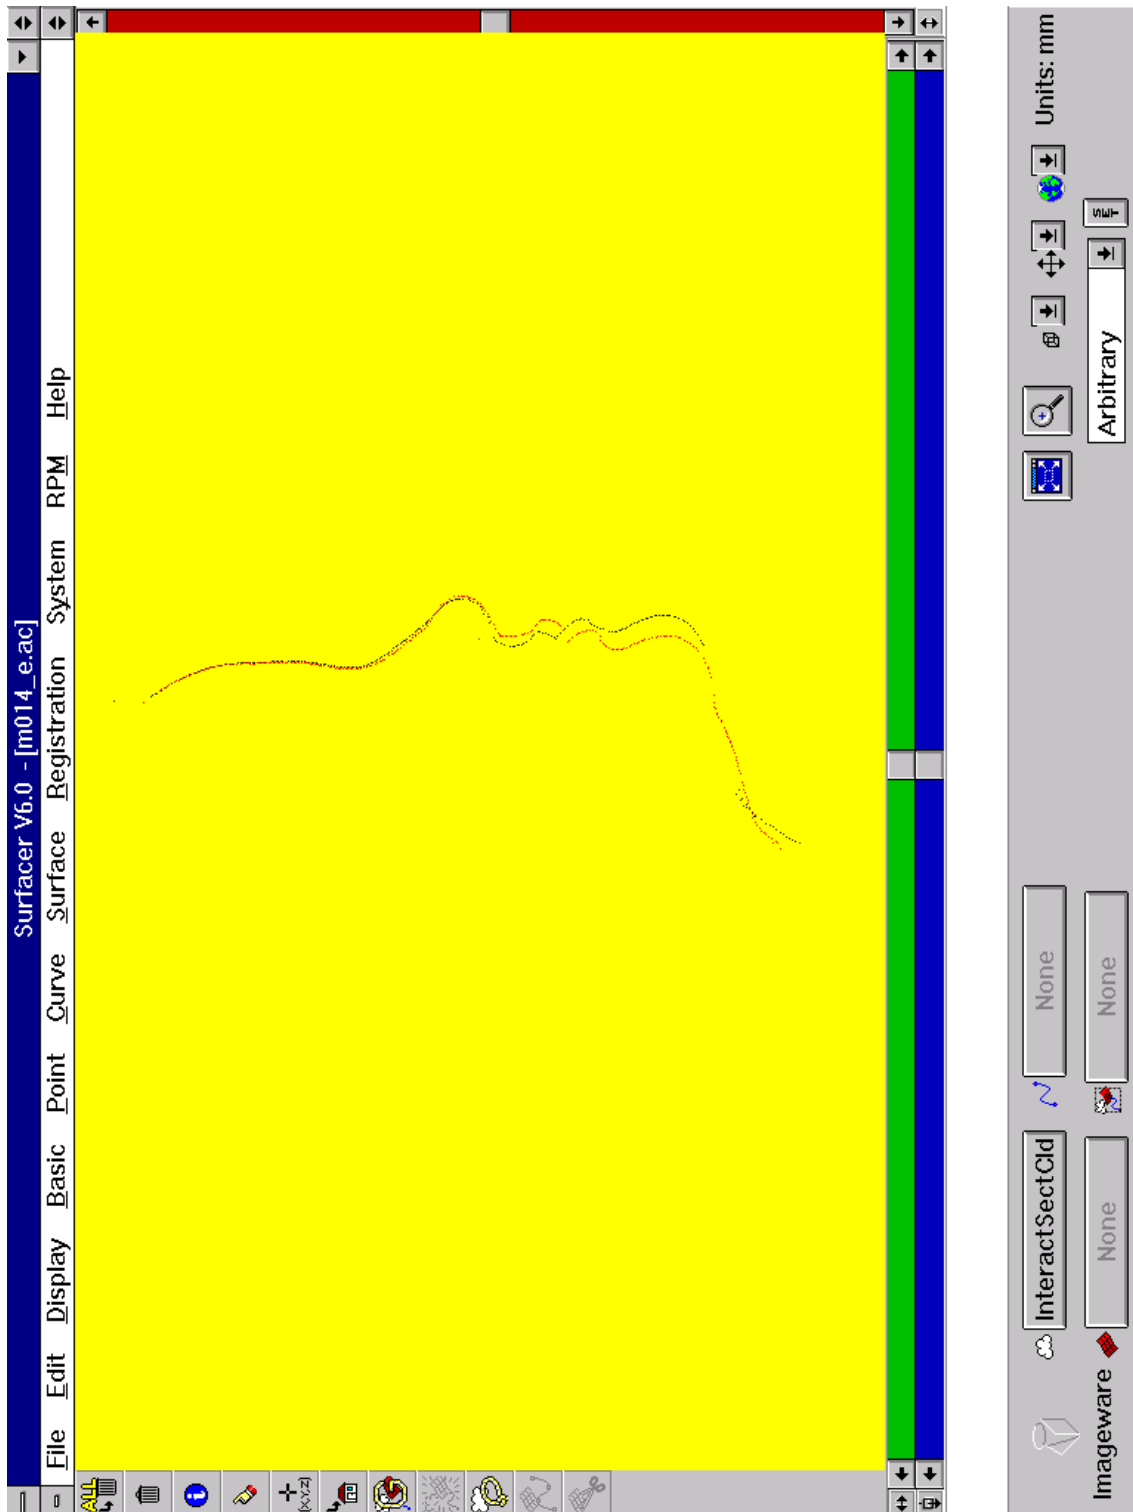 Surfacer V6.0 - [m014_e.ac]
File Edit Display Basic Point Curve Surface Registration System RPM Help
ALL
(X,Y,Z)
InteractSectCld None Units: mm
Imageware None None Arbitrary SET